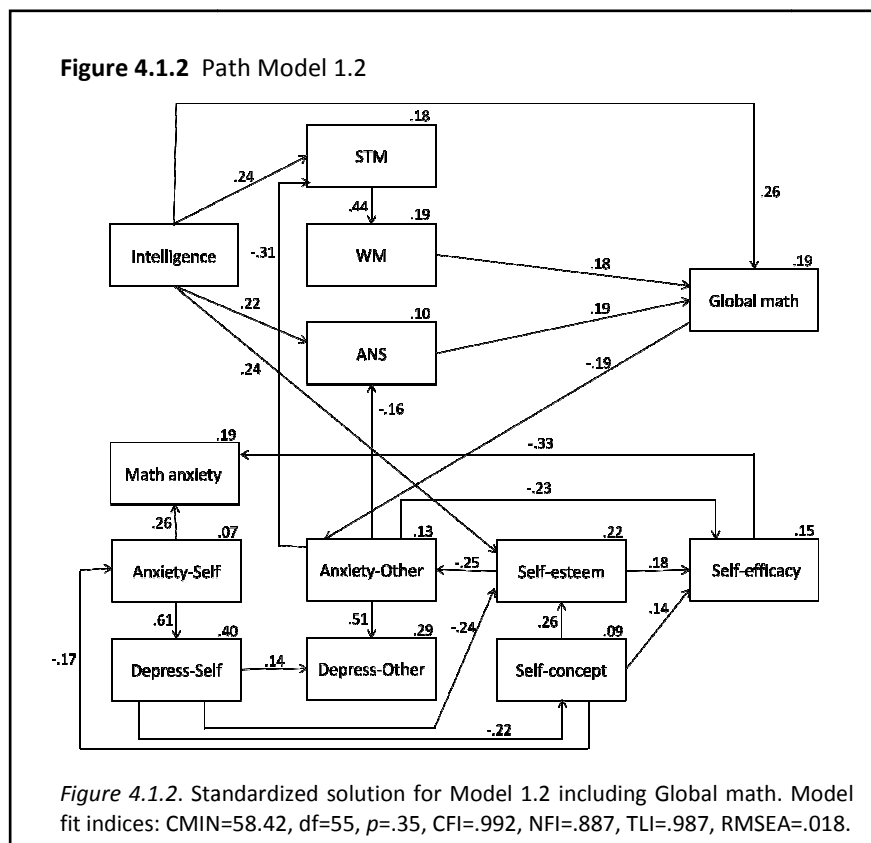 Figure 4.1.2 Path Model 1.2
.18
STM
.24
.44
.26
.19
Intelligence
-.31
WM
.18
.19
Global math
.22
.10
.19
ANS
.24
-.19
-.16
.19
-.33
Math anxiety
-.23
.26
.07
.13
.22
.15
Anxiety-Self
Anxiety-Other
-.25
Self-esteem
.18
Self-efficacy
.61
.40
.51
.29
-.24
.26
.09
.14
-.17
Depress-Self
.14
Depress-Other
Self-concept
-.22
Figure 4.1.2. Standardized solution for Model 1.2 including Global math. Model
fit indices: CMIN=58.42, df=55, p=.35, CFI=.992, NFI=.887, TLI=.987, RMSEA=.018.